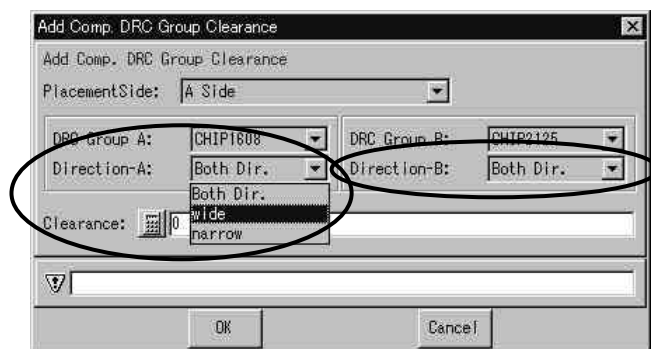 Add Comp. DRC Group Clearance
Add Comp. DRC Group Clearance
PlacementSide: A Side
DRC Group A: CHIP1608 DRC Group B: CHIP2125
Direction-A: Both Dir. Direction-B: Both Dir.
Both Dir.
wide
Clearance: 0
narrow
OK Cancel